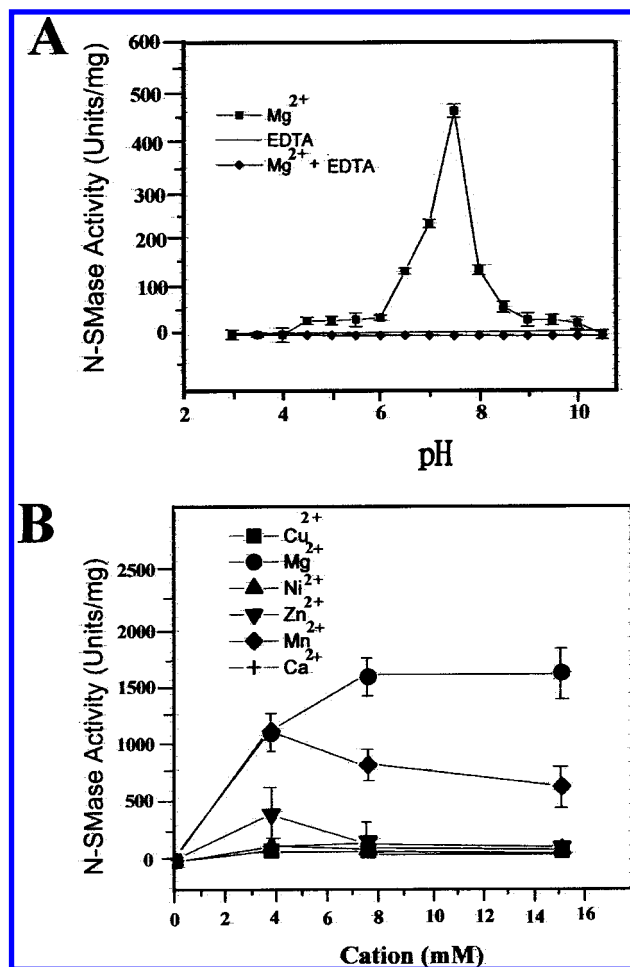 A
N-SMase Activity (Units/mg)
600
500
400
300
200
100
0
Mg2+
EDTA
Mg2+ + EDTA
2
4
6
8
10
pH
B
N-SMase Activity (Units/mg)
2500
2000
1500
1000
500
0
Cu2+
Mg2+
Ni2+
Zn2+
Mn2+
Ca2+
0
2
4
6
8
10
12
14
16
Cation (mM)